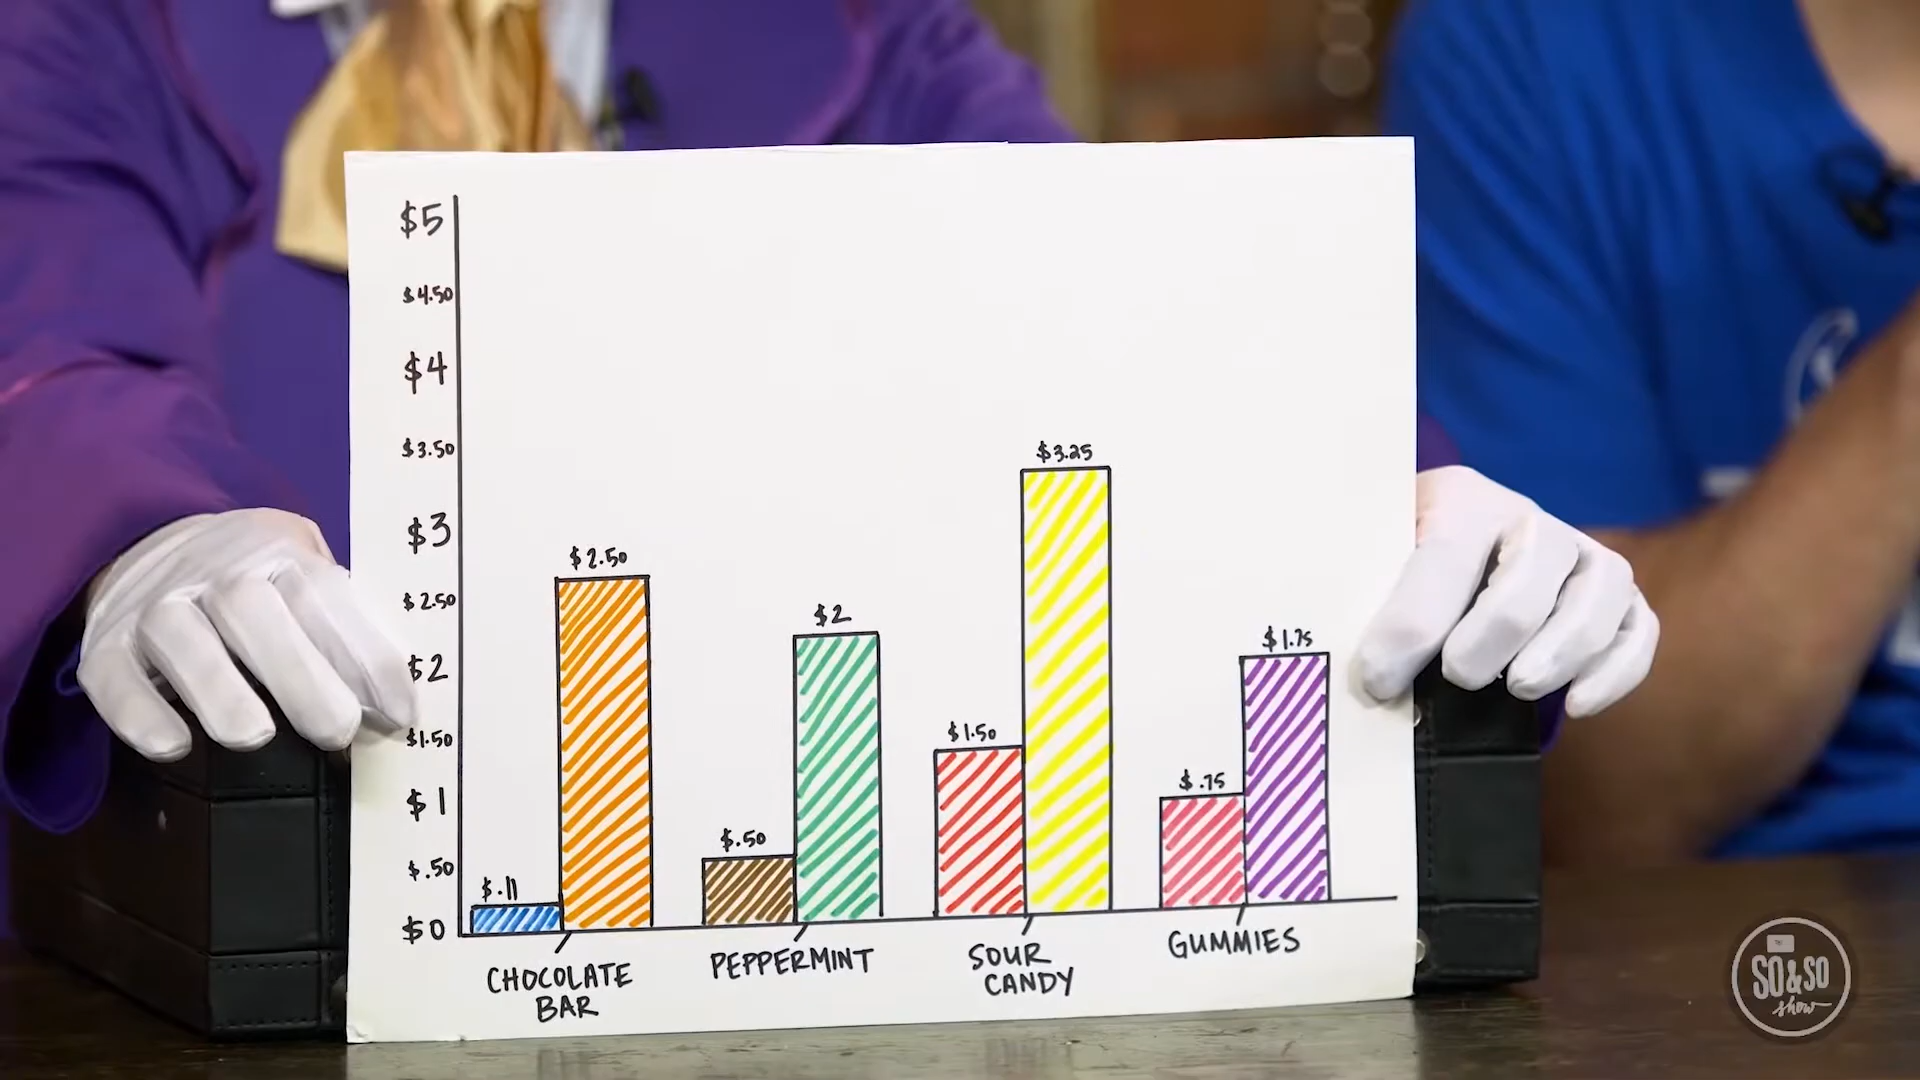 $5
$4.50
$4
$3.50
$3
$2.50
$2
$1.50
$1
$.50
$0
$.11
$2.50
$.50
$2
$1.50
$3.25
$.75
$1.75
CHOCOLATE
BAR
PEPPERMINT
SOUR
CANDY
GUMMIES
SO&SO
show